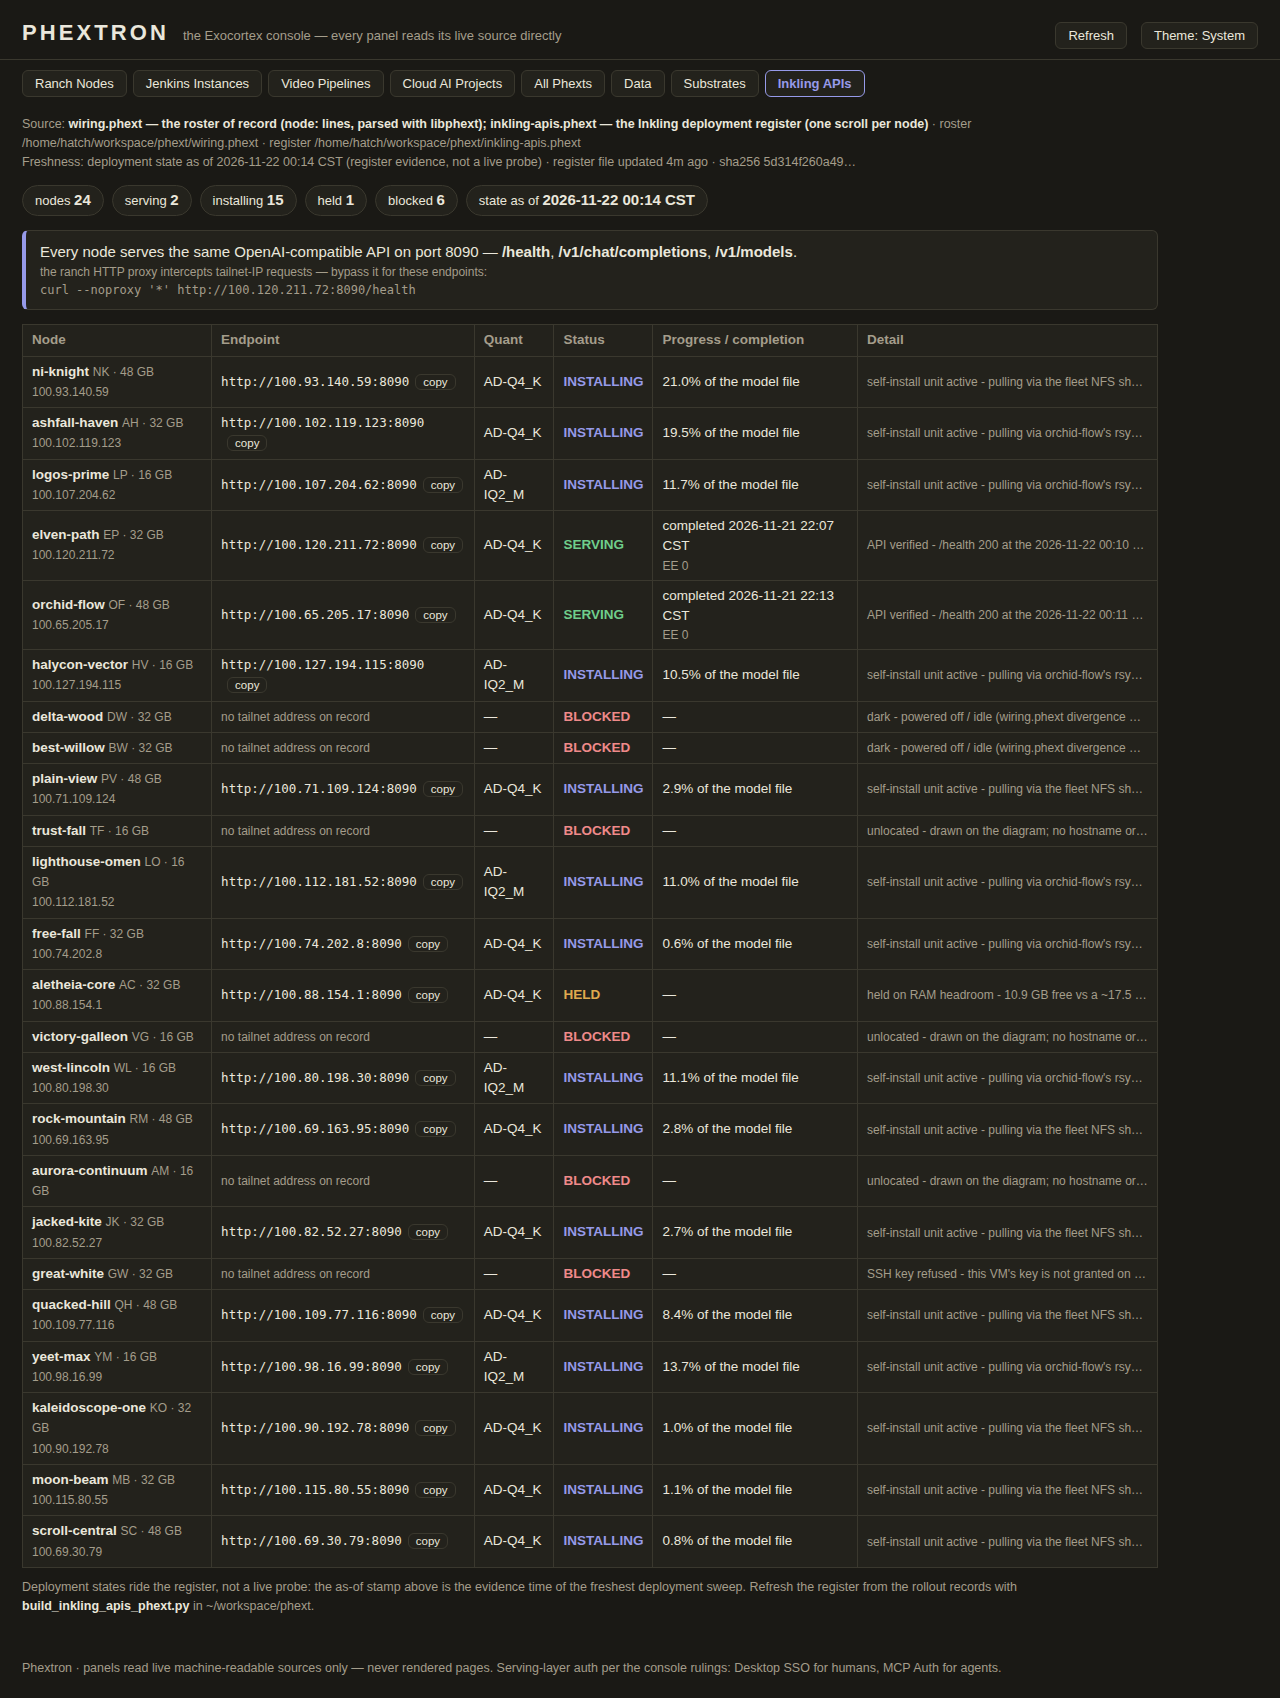 PHEXTRON the Exocortex console — every panel reads its live source directly Refresh Theme: System
Ranch Nodes Jenkins Instances Video Pipelines Cloud AI Projects All Phexts Data Substrates Inkling APIs
Source: wiring.phext — the roster of record (node: lines, parsed with libphext); inkling-apis.phext — the Inkling deployment register (one scroll per node) · roster
/home/hatch/workspace/phext/wiring.phext · register /home/hatch/workspace/phext/inkling-apis.phext
Freshness: deployment state as of 2026-11-22 00:14 CST (register evidence, not a live probe) · register file updated 4m ago · sha256 5d314f260a49…
nodes 24 serving 2 installing 15 held 1 blocked 6 state as of 2026-11-22 00:14 CST
Every node serves the same OpenAI-compatible API on port 8090 — /health, /v1/chat/completions, /v1/models.
the ranch HTTP proxy intercepts tailnet-IP requests — bypass it for these endpoints:
curl --noproxy '*' http://100.120.211.72:8090/health
Node Endpoint Quant Status Progress / completion Detail
ni-knight NK · 48 GB
100.93.140.59
http://100.93.140.59:8090 copy
AD-Q4_K
INSTALLING
21.0% of the model file
self-install unit active - pulling via the fleet NFS sh…
ashfall-haven AH · 32 GB
100.102.119.123
http://100.102.119.123:8090
copy
AD-Q4_K
INSTALLING
19.5% of the model file
self-install unit active - pulling via orchid-flow's rsy…
logos-prime LP · 16 GB
100.107.204.62
http://100.107.204.62:8090 copy
AD-
IQ2_M
INSTALLING
11.7% of the model file
self-install unit active - pulling via orchid-flow's rsy…
elven-path EP · 32 GB
100.120.211.72
http://100.120.211.72:8090 copy
AD-Q4_K
SERVING
completed 2026-11-21 22:07
CST
EE 0
API verified - /health 200 at the 2026-11-22 00:10 …
orchid-flow OF · 48 GB
100.65.205.17
http://100.65.205.17:8090 copy
AD-Q4_K
SERVING
completed 2026-11-21 22:13
CST
EE 0
API verified - /health 200 at the 2026-11-22 00:11 …
halycon-vector HV · 16 GB
100.127.194.115
http://100.127.194.115:8090
copy
AD-
IQ2_M
INSTALLING
10.5% of the model file
self-install unit active - pulling via orchid-flow's rsy…
delta-wood DW · 32 GB
no tailnet address on record
—
BLOCKED
—
dark - powered off / idle (wiring.phext divergence …
best-willow BW · 32 GB
no tailnet address on record
—
BLOCKED
—
dark - powered off / idle (wiring.phext divergence …
plain-view PV · 48 GB
100.71.109.124
http://100.71.109.124:8090 copy
AD-Q4_K
INSTALLING
2.9% of the model file
self-install unit active - pulling via the fleet NFS sh…
trust-fall TF · 16 GB
no tailnet address on record
—
BLOCKED
—
unlocated - drawn on the diagram; no hostname or…
lighthouse-omen LO · 16
GB
100.112.181.52
http://100.112.181.52:8090 copy
AD-
IQ2_M
INSTALLING
11.0% of the model file
self-install unit active - pulling via orchid-flow's rsy…
free-fall FF · 32 GB
100.74.202.8
http://100.74.202.8:8090 copy
AD-Q4_K
INSTALLING
0.6% of the model file
self-install unit active - pulling via orchid-flow's rsy…
aletheia-core AC · 32 GB
100.88.154.1
http://100.88.154.1:8090 copy
AD-Q4_K
HELD
—
held on RAM headroom - 10.9 GB free vs a ~17.5 …
victory-galleon VG · 16 GB
no tailnet address on record
—
BLOCKED
—
unlocated - drawn on the diagram; no hostname or…
west-lincoln WL · 16 GB
100.80.198.30
http://100.80.198.30:8090 copy
AD-
IQ2_M
INSTALLING
11.1% of the model file
self-install unit active - pulling via orchid-flow's rsy…
rock-mountain RM · 48 GB
100.69.163.95
http://100.69.163.95:8090 copy
AD-Q4_K
INSTALLING
2.8% of the model file
self-install unit active - pulling via the fleet NFS sh…
aurora-continuum AM · 16
GB
no tailnet address on record
—
BLOCKED
—
unlocated - drawn on the diagram; no hostname or…
jacked-kite JK · 32 GB
100.82.52.27
http://100.82.52.27:8090 copy
AD-Q4_K
INSTALLING
2.7% of the model file
self-install unit active - pulling via the fleet NFS sh…
great-white GW · 32 GB
no tailnet address on record
—
BLOCKED
—
SSH key refused - this VM's key is not granted on …
quacked-hill QH · 48 GB
100.109.77.116
http://100.109.77.116:8090 copy
AD-Q4_K
INSTALLING
8.4% of the model file
self-install unit active - pulling via the fleet NFS sh…
yeet-max YM · 16 GB
100.98.16.99
http://100.98.16.99:8090 copy
AD-
IQ2_M
INSTALLING
13.7% of the model file
self-install unit active - pulling via orchid-flow's rsy…
kaleidoscope-one KO · 32
GB
100.90.192.78
http://100.90.192.78:8090 copy
AD-Q4_K
INSTALLING
1.0% of the model file
self-install unit active - pulling via the fleet NFS sh…
moon-beam MB · 32 GB
100.115.80.55
http://100.115.80.55:8090 copy
AD-Q4_K
INSTALLING
1.1% of the model file
self-install unit active - pulling via the fleet NFS sh…
scroll-central SC · 48 GB
100.69.30.79
http://100.69.30.79:8090 copy
AD-Q4_K
INSTALLING
0.8% of the model file
self-install unit active - pulling via the fleet NFS sh…
Deployment states ride the register, not a live probe: the as-of stamp above is the evidence time of the freshest deployment sweep. Refresh the register from the rollout records with
build_inkling_apis_phext.py in ~/workspace/phext.
Phextron · panels read live machine-readable sources only — never rendered pages. Serving-layer auth per the console rulings: Desktop SSO for humans, MCP Auth for agents.